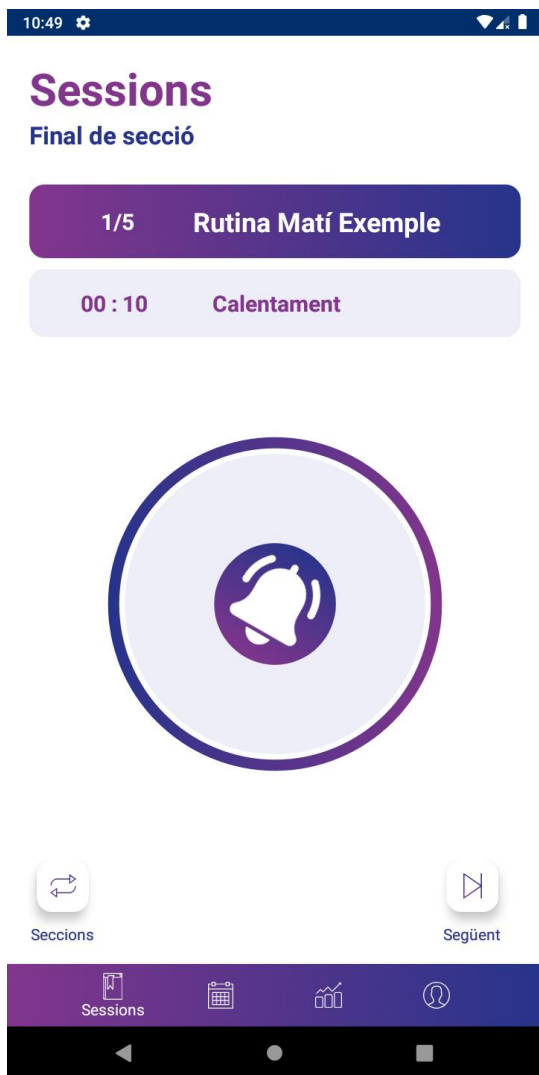 10:49
Sessions
Final de secció
1/5 Rutina Matí Exemple
00 : 10 Calentament
Seccions Següent
Sessions